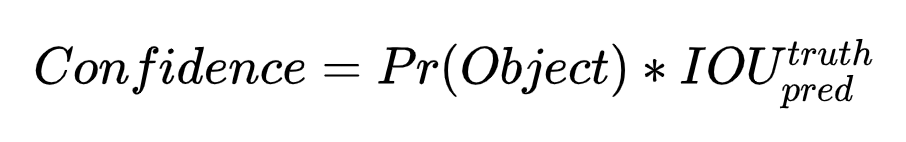 Confidence = Pr(Object) * IOU^{truth}_{pred}